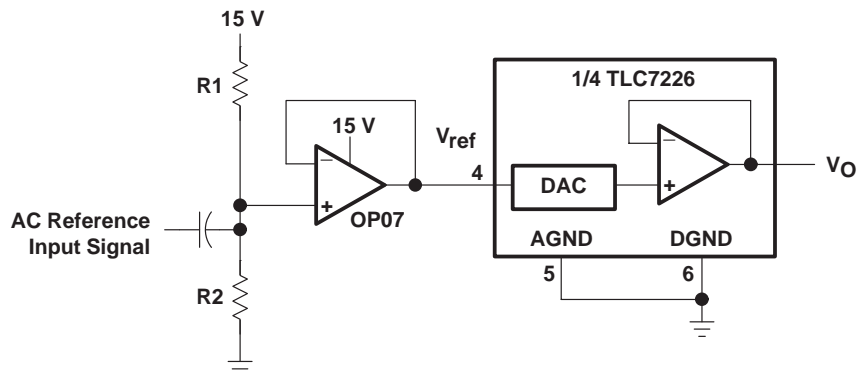 15 V
1/4 TLC7226
R1
15 V
Vref
−
−
4
DAC
VO
+
+
OP07
AC Reference
Input Signal
AGND
DGND
5
6
R2